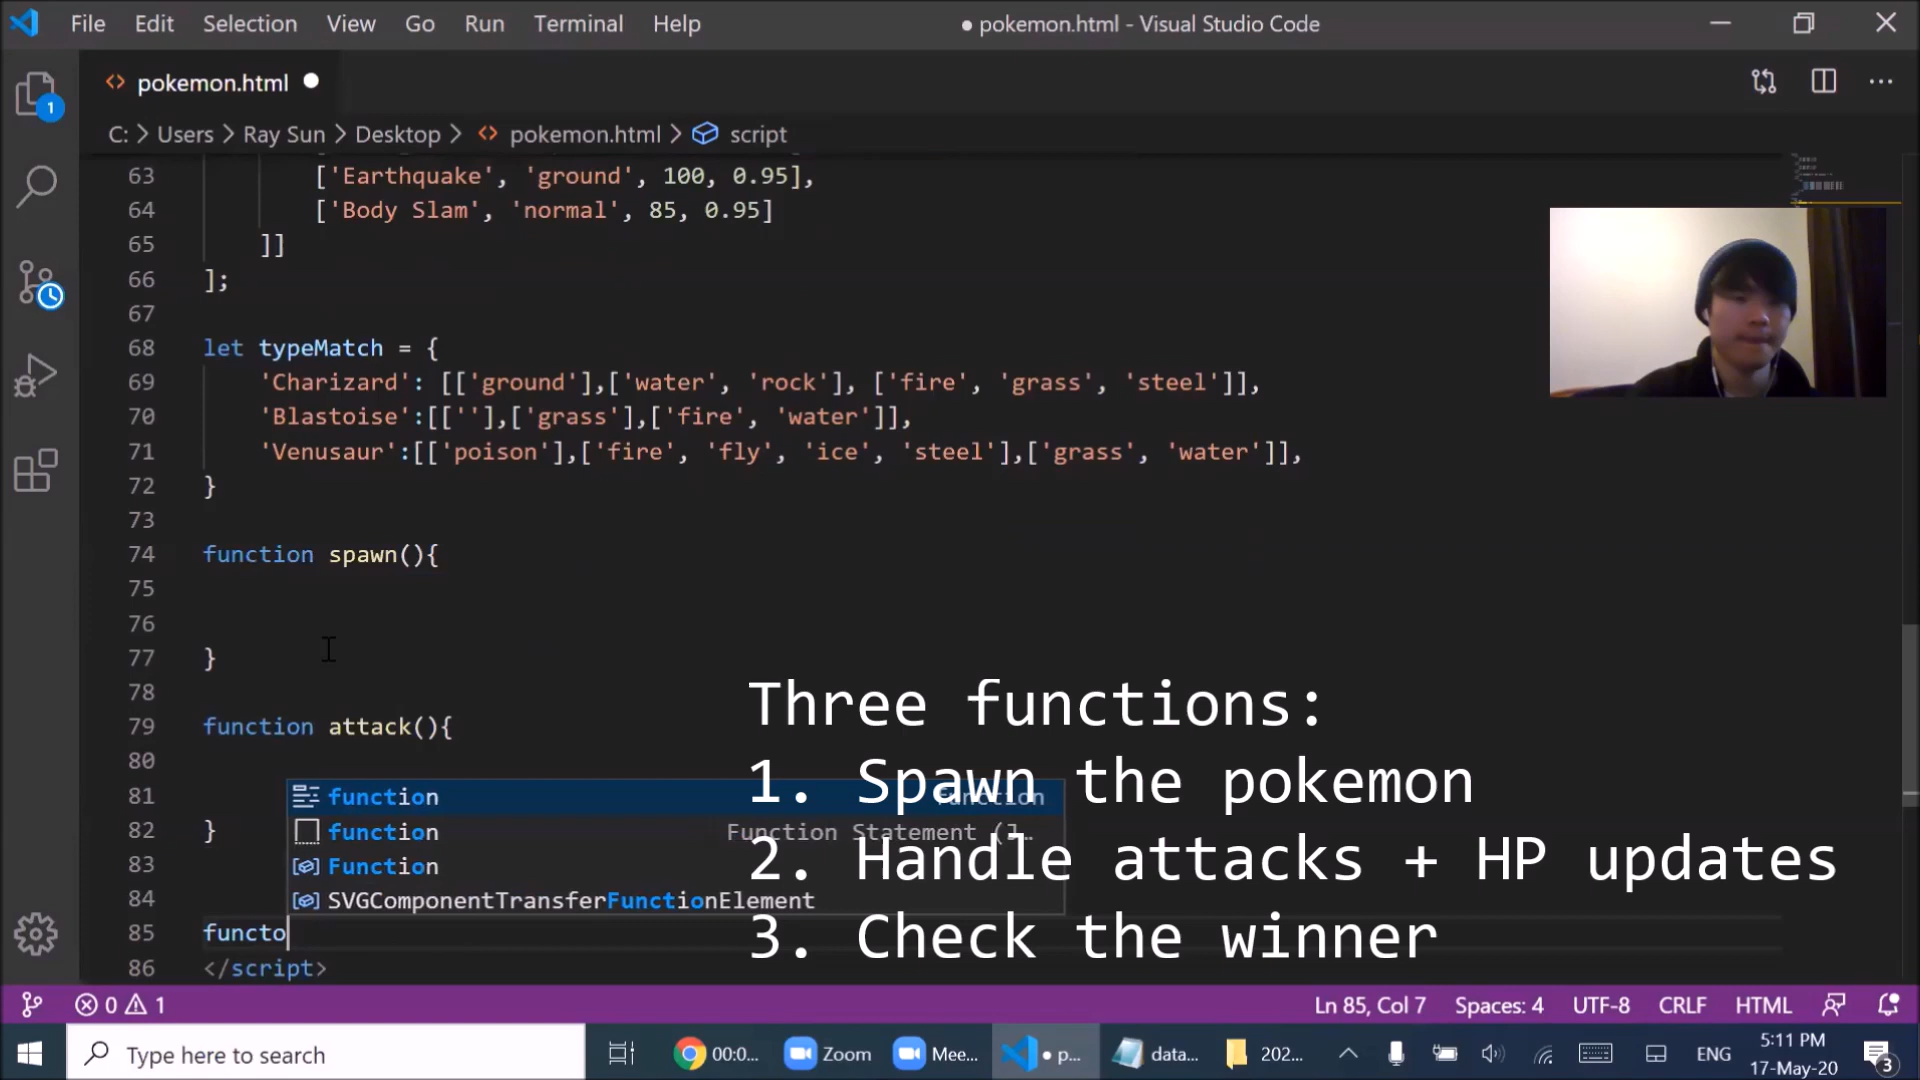 File Edit Selection View Go Run Terminal Help ● pokemon.html - Visual Studio Code
pokemon.html ●
1
C: > Users > Ray Sun > Desktop > pokemon.html > script
63 ['Earthquake', 'ground', 100, 0.95],
64 ['Body Slam', 'normal', 85, 0.95]
65 ]]
66 ];
67
68 let typeMatch = {
69 'Charizard': [['ground'],['water', 'rock'], ['fire', 'grass', 'steel']],
70 'Blastoise':[[''],['grass'],['fire', 'water']],
71 'Venusaur':[['poison'],['fire', 'fly', 'ice', 'steel'],['grass', 'water']],
72 }
73
74 function spawn(){
75
76
77 }
78
79 function attack(){
80
81
82 }
83
84
85 functo
86 </script>
function function
function Function Statement (J…
Function
SVGComponentTransferFunctionElement
Three functions:
1. Spawn the pokemon
2. Handle attacks + HP updates
3. Check the winner
0 1 Ln 85, Col 7 Spaces: 4 UTF-8 CRLF HTML
Type here to search 00:0... Zoom Mee... ● p... data... 202... ENG 5:11 PM
17-May-20 3